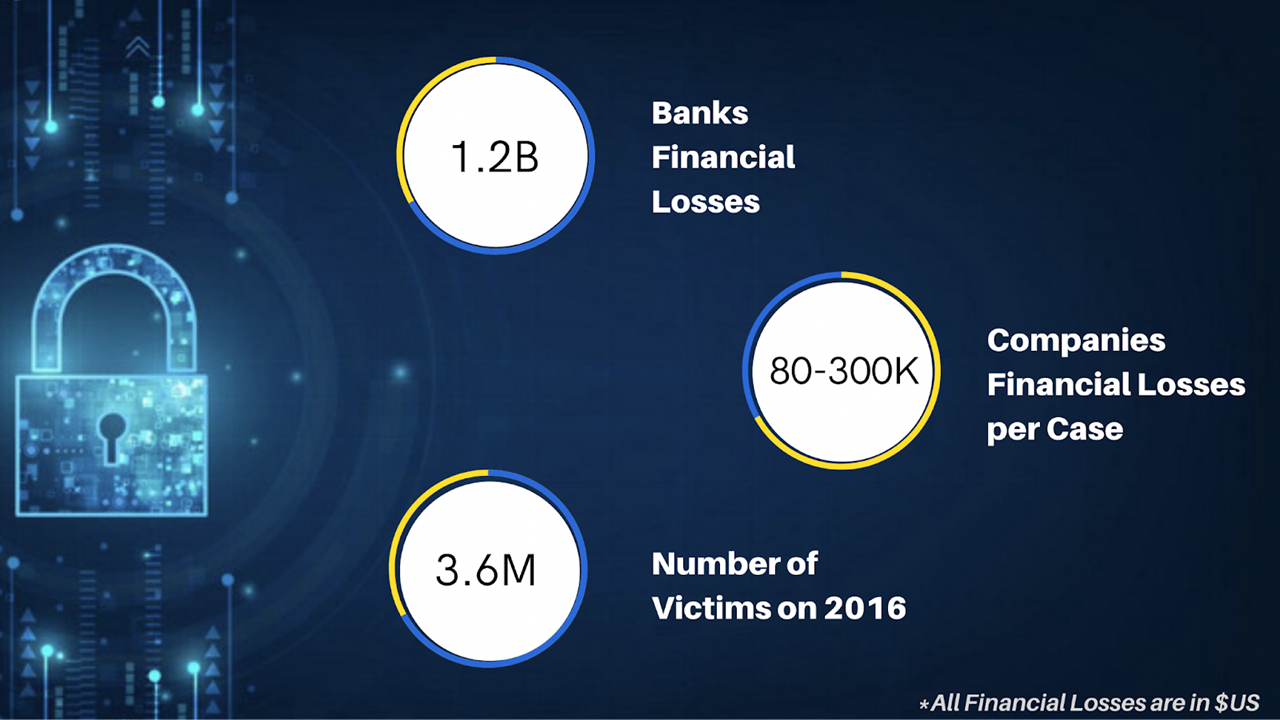 1.2B
Banks
Financial
Losses
80-300K
Companies
Financial Losses
per Case
3.6M
Number of
Victims on 2016
*All Financial Losses are in $US